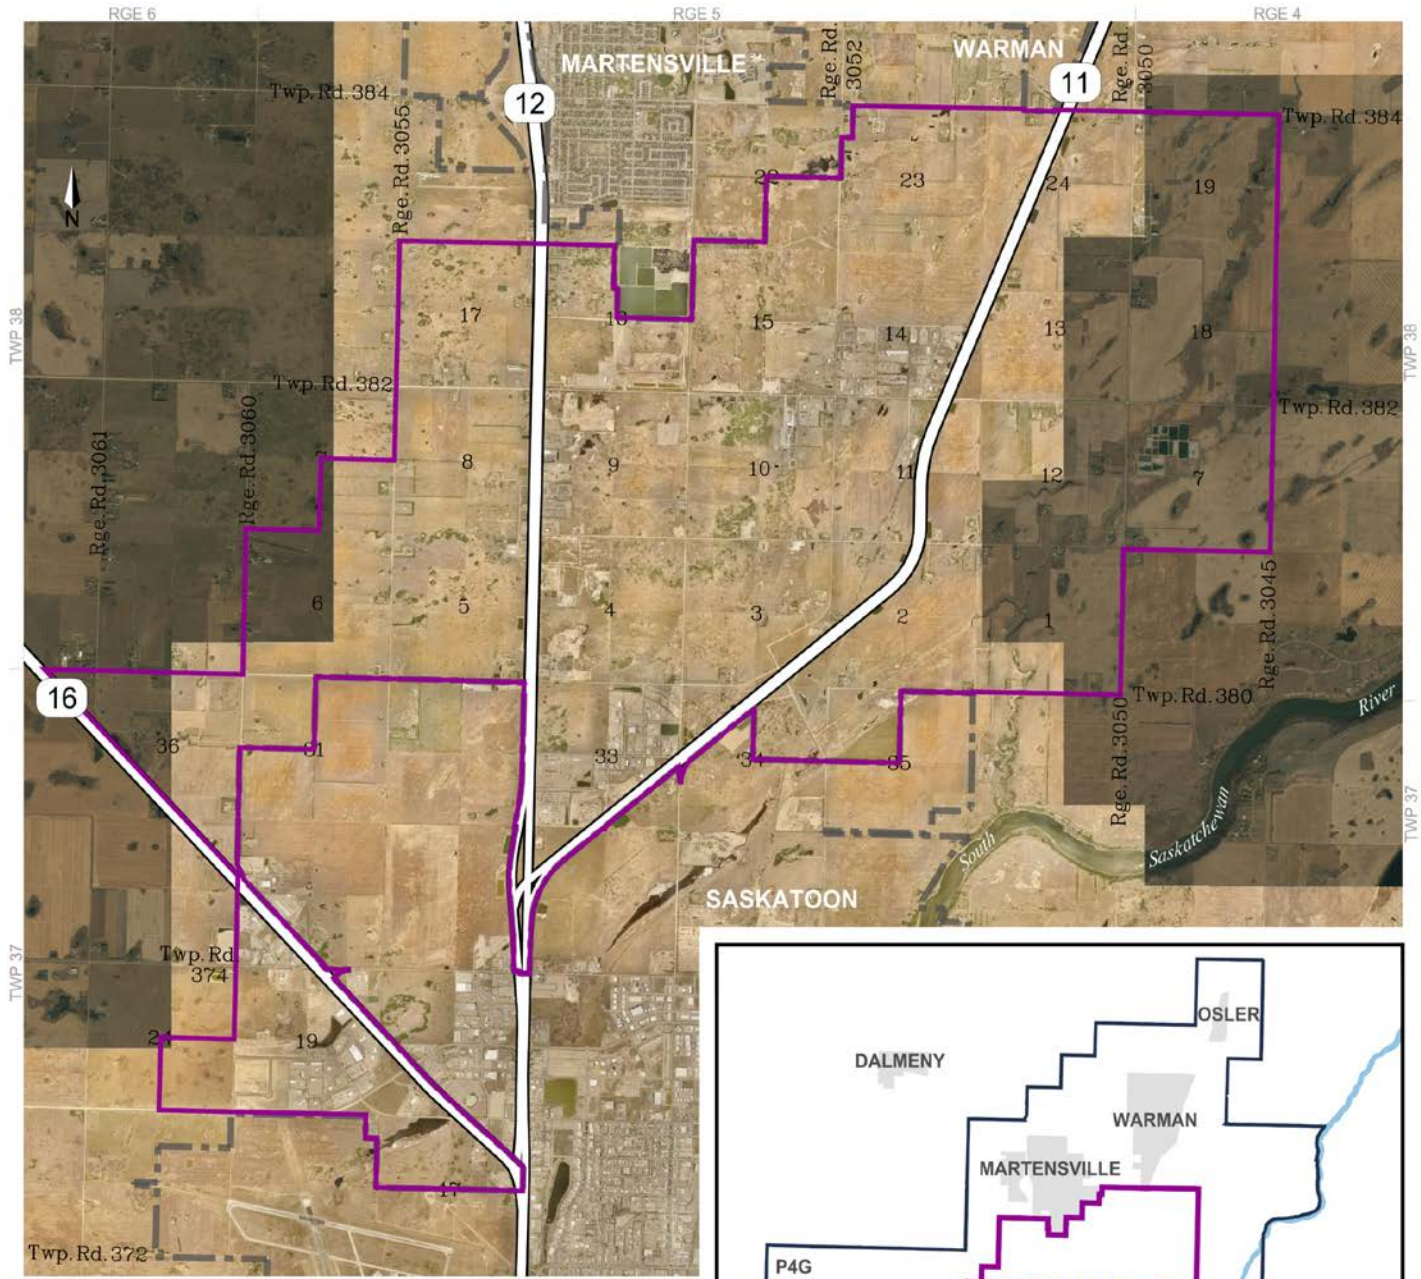 RGE 6
RGE 5
RGE 4
MARTENSVILLE
WARMAN
Rge. Rd. 3052
Rge. Rd. 3050
Twp. Rd. 384
12
11
Twp. Rd. 384
Rge. Rd. 3055
N
22
23
24
19
TWP 38
17
16
15
14
13
18
TWP 38
Twp. Rd. 382
Twp. Rd. 382
Rge. Rd. 3061
Rge. Rd. 3060
7
8
9
10
11
12
7
6
5
4
3
2
1
Rge. Rd. 3045
16
Twp. Rd. 380
River
36
31
33
34
35
Rge. Rd. 3050
TWP 37
South
Saskatchewan
SASKATOON
TWP 37
Twp. Rd.
374
24
19
17
Twp. Rd. 372
OSLER
DALMENY
WARMAN
MARTENSVILLE
P4G